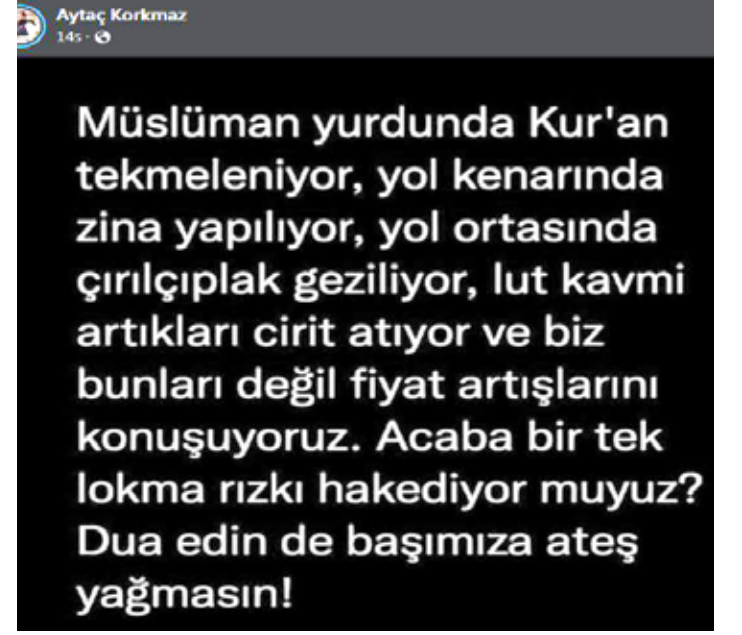 Aytaç Korkmaz
14s ·
Müslüman yurdunda Kur'an
tekmeleniyor, yol kenarında
zina yapılıyor, yol ortasında
çırılçıplak geziliyor, lut kavmi
artıkları cirit atıyor ve biz
bunları değil fiyat artışlarını
konuşuyoruz. Acaba bir tek
lokma rızkı hakediyor muyuz?
Dua edin de başımıza ateş
yağmasın!